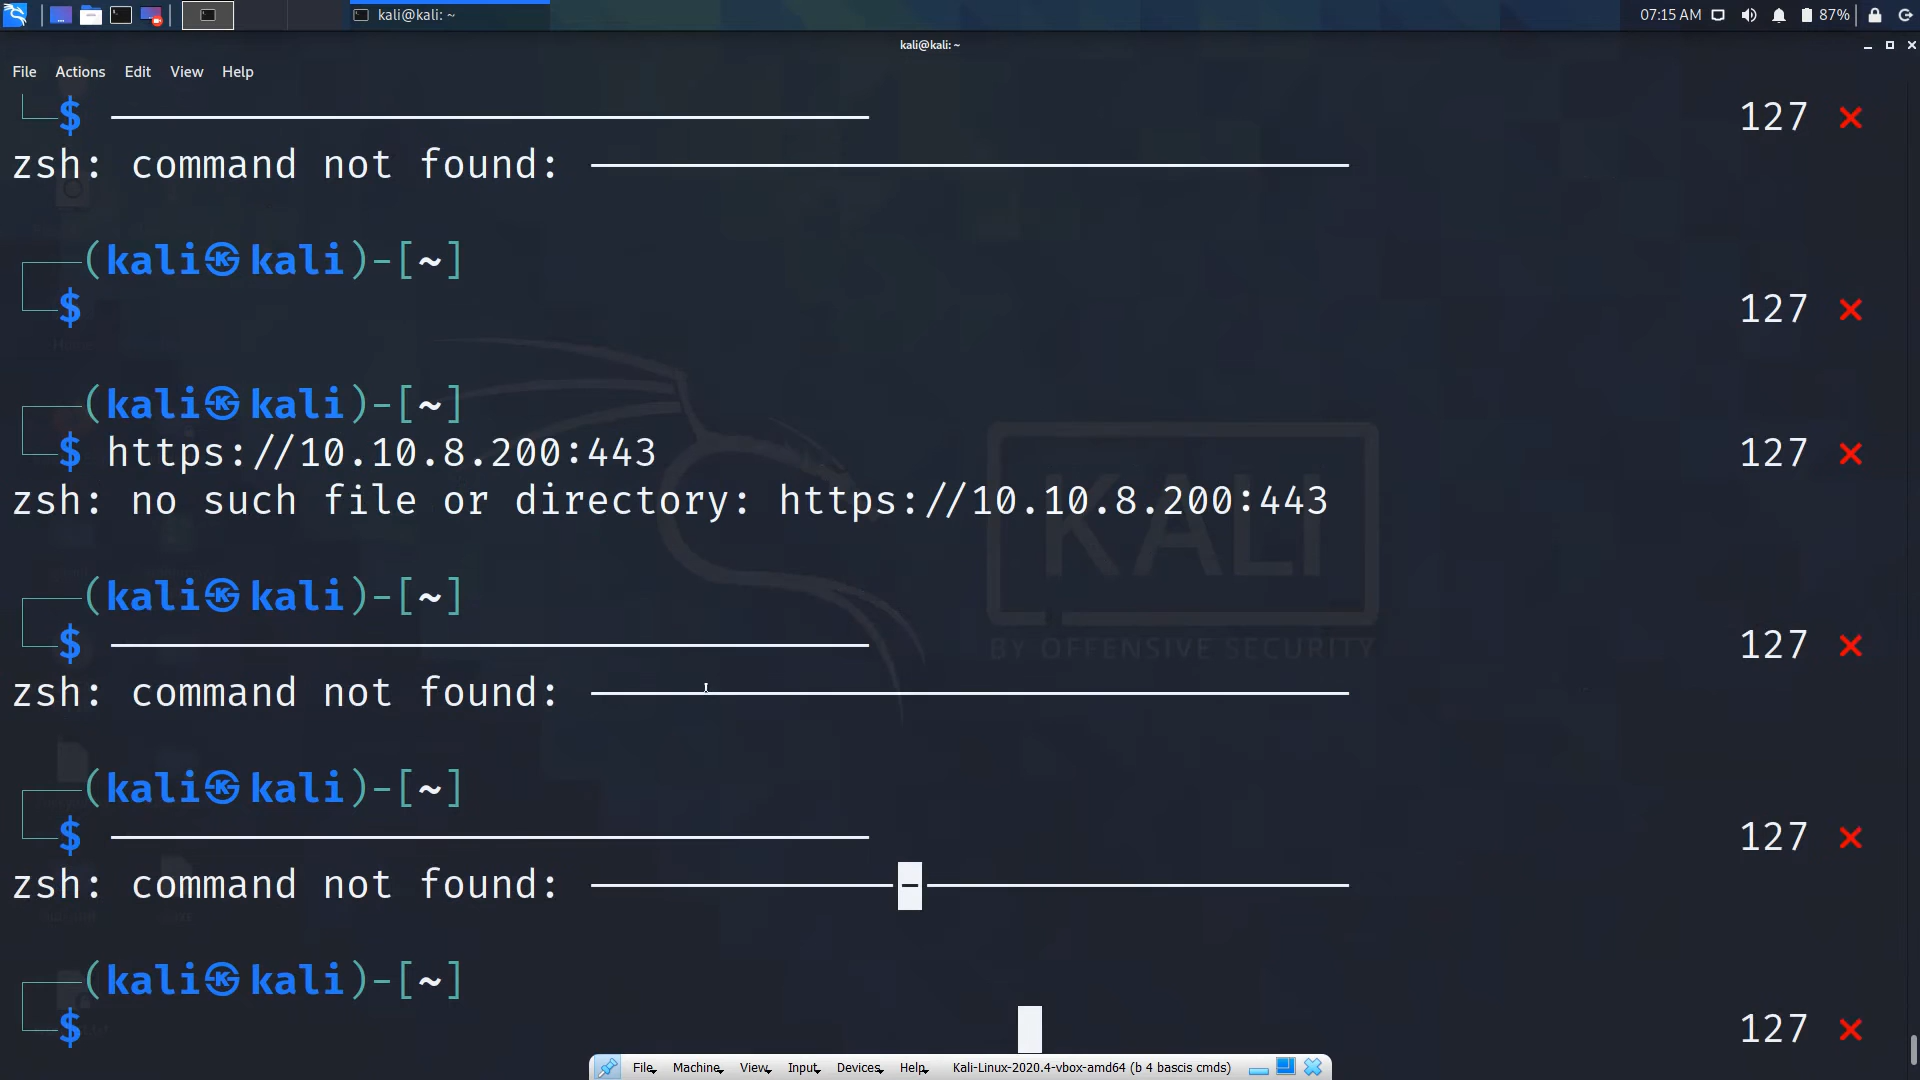 07:15 AM 87%
kali@kali: ~
kali@kali: ~
File Actions Edit View Help
$ -------------------------------- 127 ✕
zsh: command not found: --------------------------------
(kali㉿kali)-[~]
$ 127 ✕
(kali㉿kali)-[~]
$ https://10.10.8.200:443 127 ✕
zsh: no such file or directory: https://10.10.8.200:443
(kali㉿kali)-[~]
$ -------------------------------- 127 ✕
zsh: command not found: --------------------------------
(kali㉿kali)-[~]
$ -------------------------------- 127 ✕
zsh: command not found: --------------------------------
(kali㉿kali)-[~]
$ 127 ✕
KALI
BY OFFENSIVE SECURITY
File Machine View Input Devices Help Kali-Linux-2020.4-vbox-amd64 (b 4 bascis cmds)